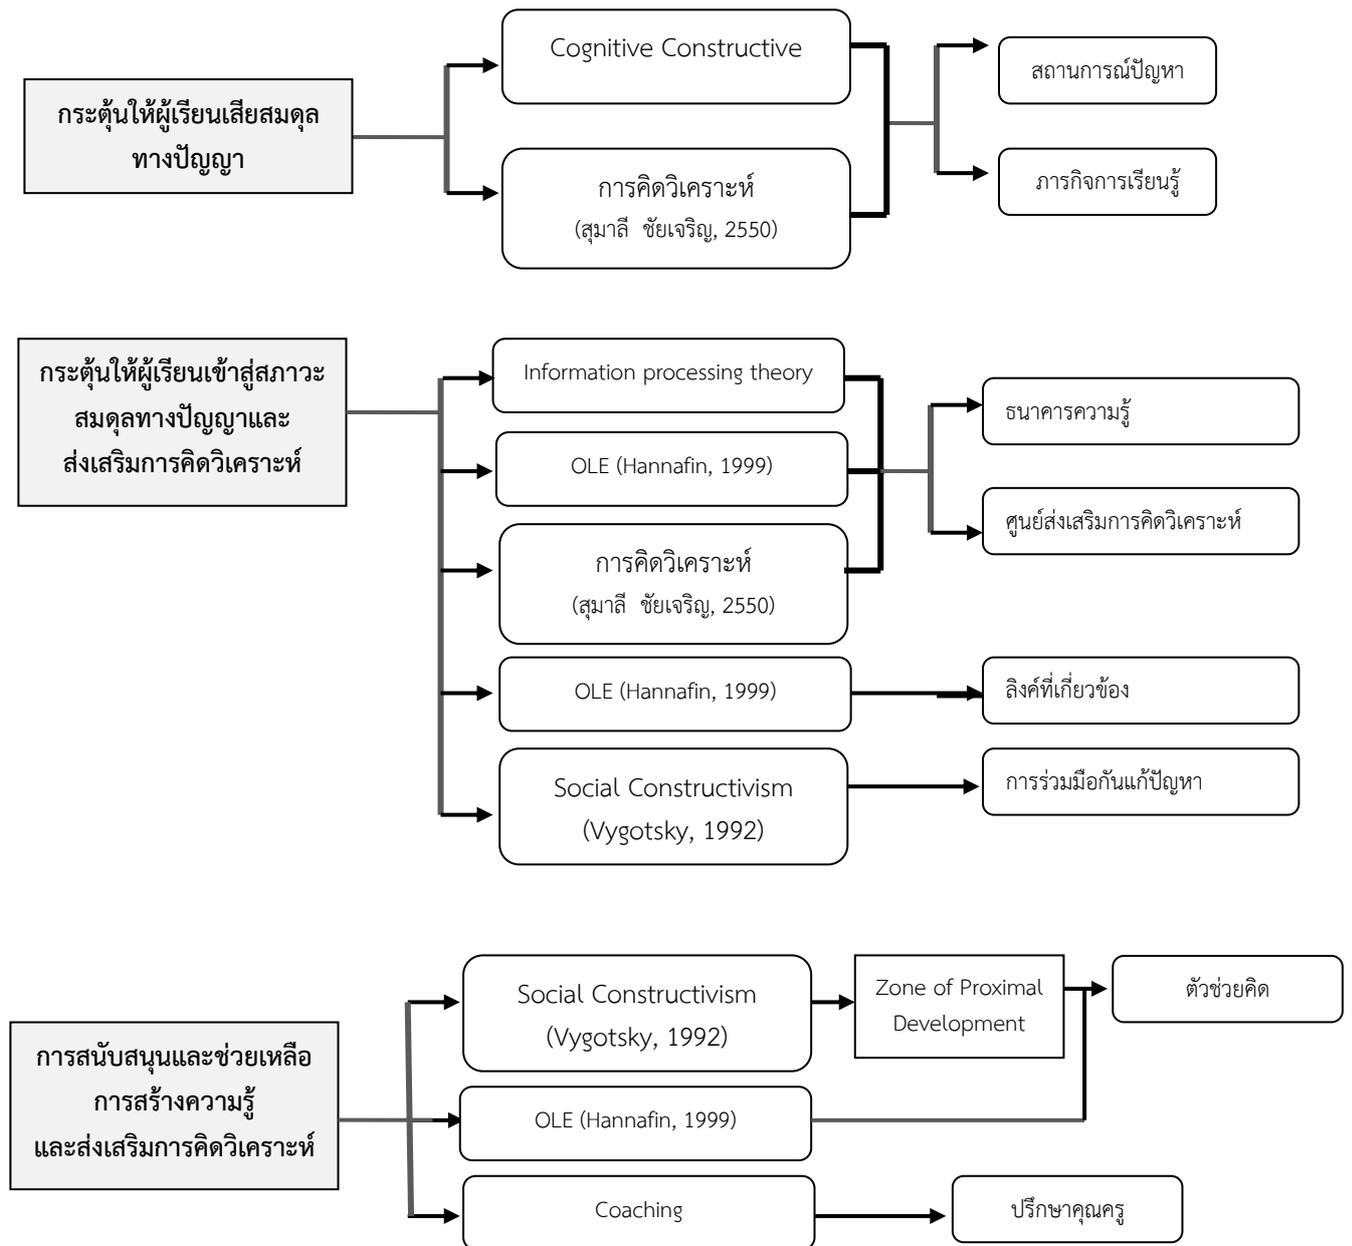 Cognitive Constructive
สถานการณ์ปัญหา
กระตุ้นให้ผู้เรียนเสียสมดุล
ทางปัญญา
การคิดวิเคราะห์
(สุมาลี ชัยเจริญ, 2550)
ภารกิจการเรียนรู้
กระตุ้นให้ผู้เรียนเข้าสู่สภาวะ
สมดุลทางปัญญาและ
ส่งเสริมการคิดวิเคราะห์
Information processing theory
OLE (Hannafin, 1999)
การคิดวิเคราะห์
(สุมาลี ชัยเจริญ, 2550)
ธนาคารความรู้
ศูนย์ส่งเสริมการคิดวิเคราะห์
OLE (Hannafin, 1999)
ลิงค์ที่เกี่ยวข้อง
Social Constructivism
(Vygotsky, 1992)
การร่วมมือกันแก้ปัญหา
การสนับสนุนและช่วยเหลือ
การสร้างความรู้
และส่งเสริมการคิดวิเคราะห์
Social Constructivism
(Vygotsky, 1992)
Zone of Proximal
Development
ตัวช่วยคิด
OLE (Hannafin, 1999)
Coaching
ปรึกษาคุณครู